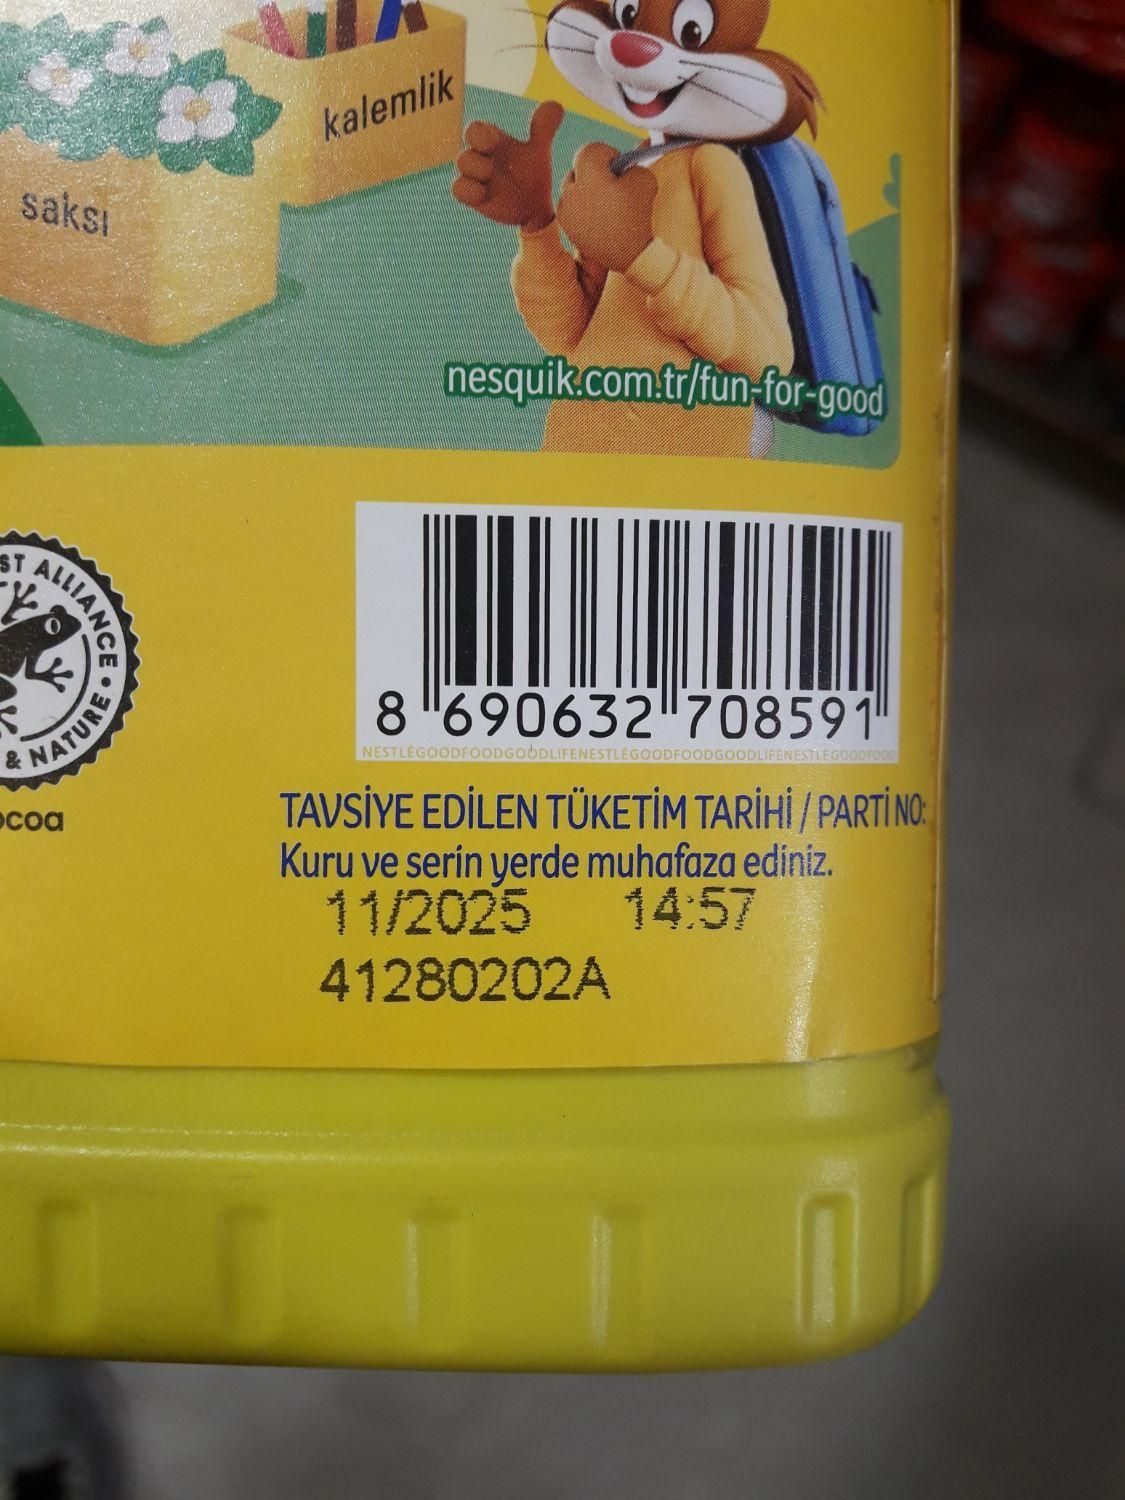 kalemlik
saksı
nesquik.com.tr/fun-for-good
ST ALLIANCE
& NATURE
cocoa
8 690632 708591
NESTLÉGOODFOODGOODLIFENESTLÉGOODFOODGOODLIFENESTLÉGOODFOOD
TAVSİYE EDİLEN TÜKETİM TARİHİ / PARTİ NO:
Kuru ve serin yerde muhafaza ediniz.
11/2025 14:57
41280202A